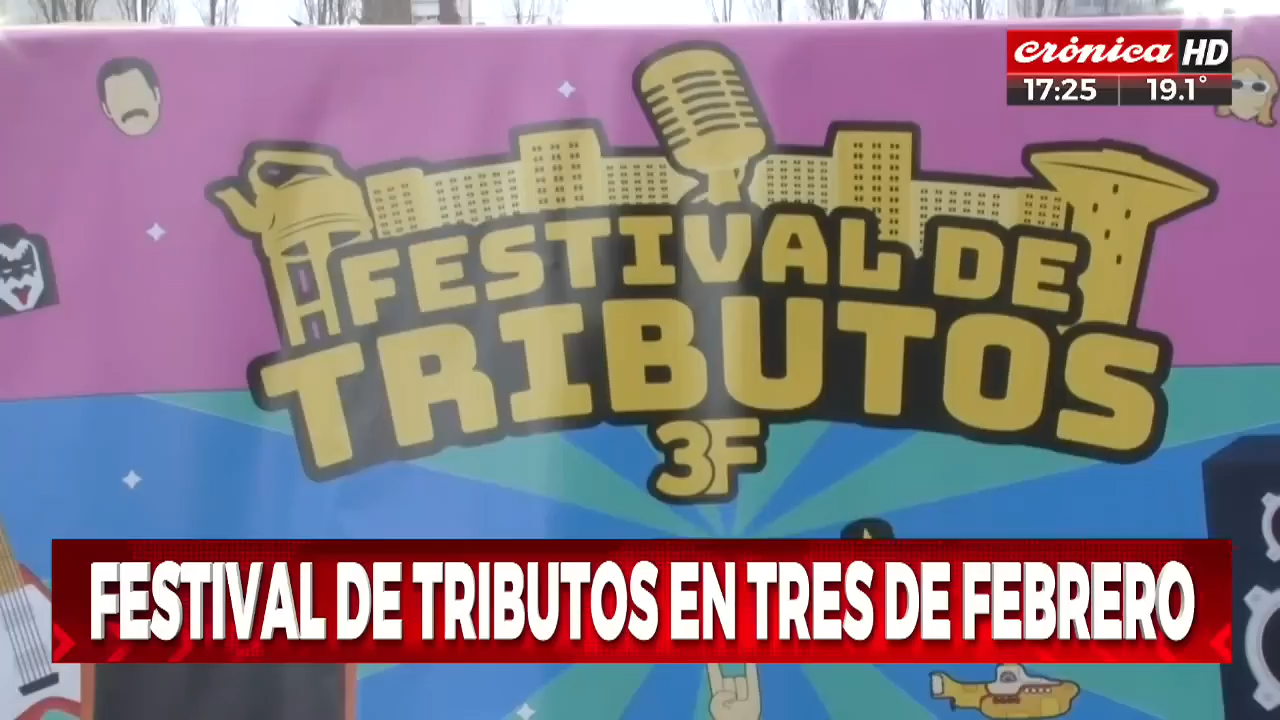 crónica HD
17:25 19.1°
FESTIVAL DE
TRIBUTOS
3F
FESTIVAL DE TRIBUTOS EN TRES DE FEBRERO